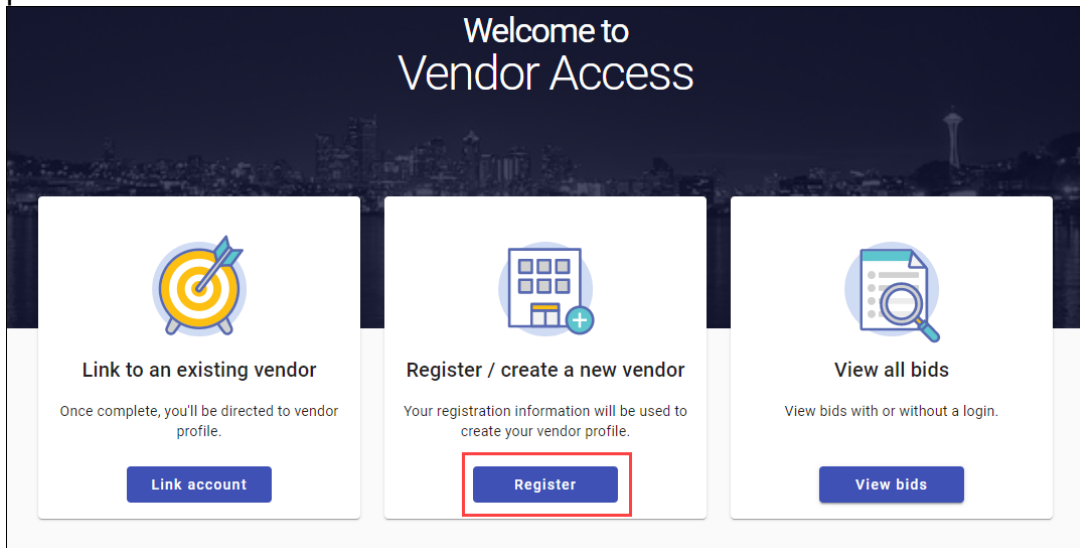 Welcome to
Vendor Access
Link to an existing vendor
Once complete, you'll be directed to vendor
profile.
Link account
Register / create a new vendor
Your registration information will be used to
create your vendor profile.
Register
View all bids
View bids with or without a login.
View bids